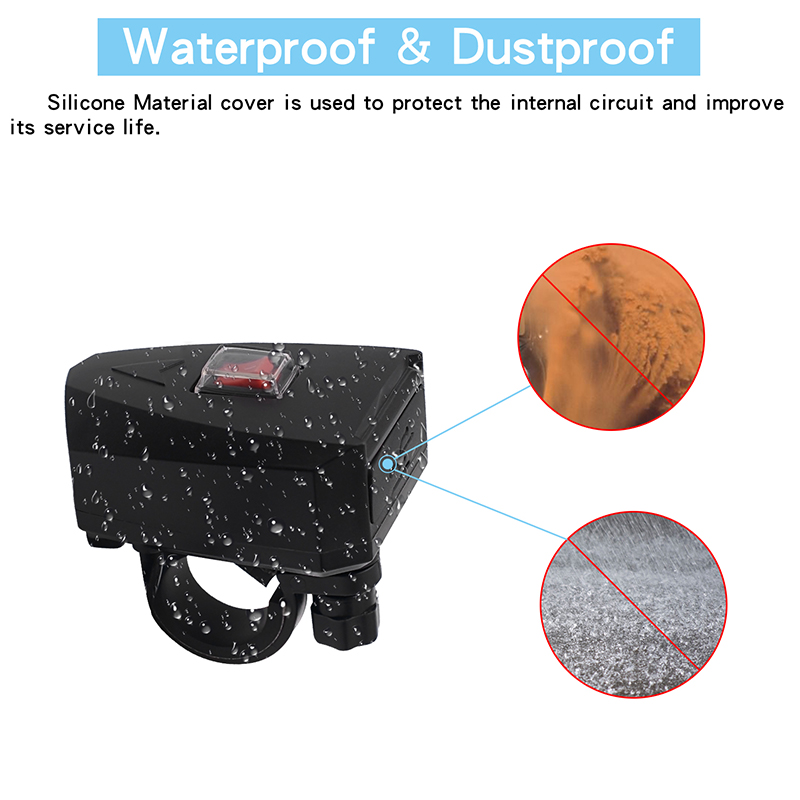 Waterproof & Dustproof
Silicone Material cover is used to protect the internal circuit and improve
its service life.